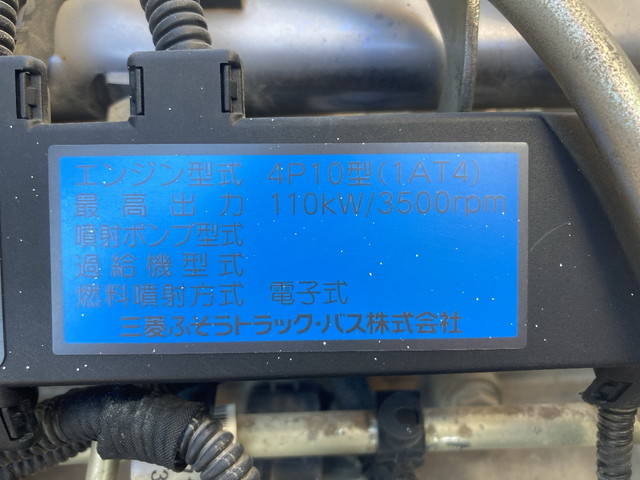 エンジン型式 4P10型(1AT4)
最高出力 110kW/3500rpm
噴射ポンプ型式
過給機型式
燃料噴射方式 電子式
三菱ふそうトラック・バス株式会社